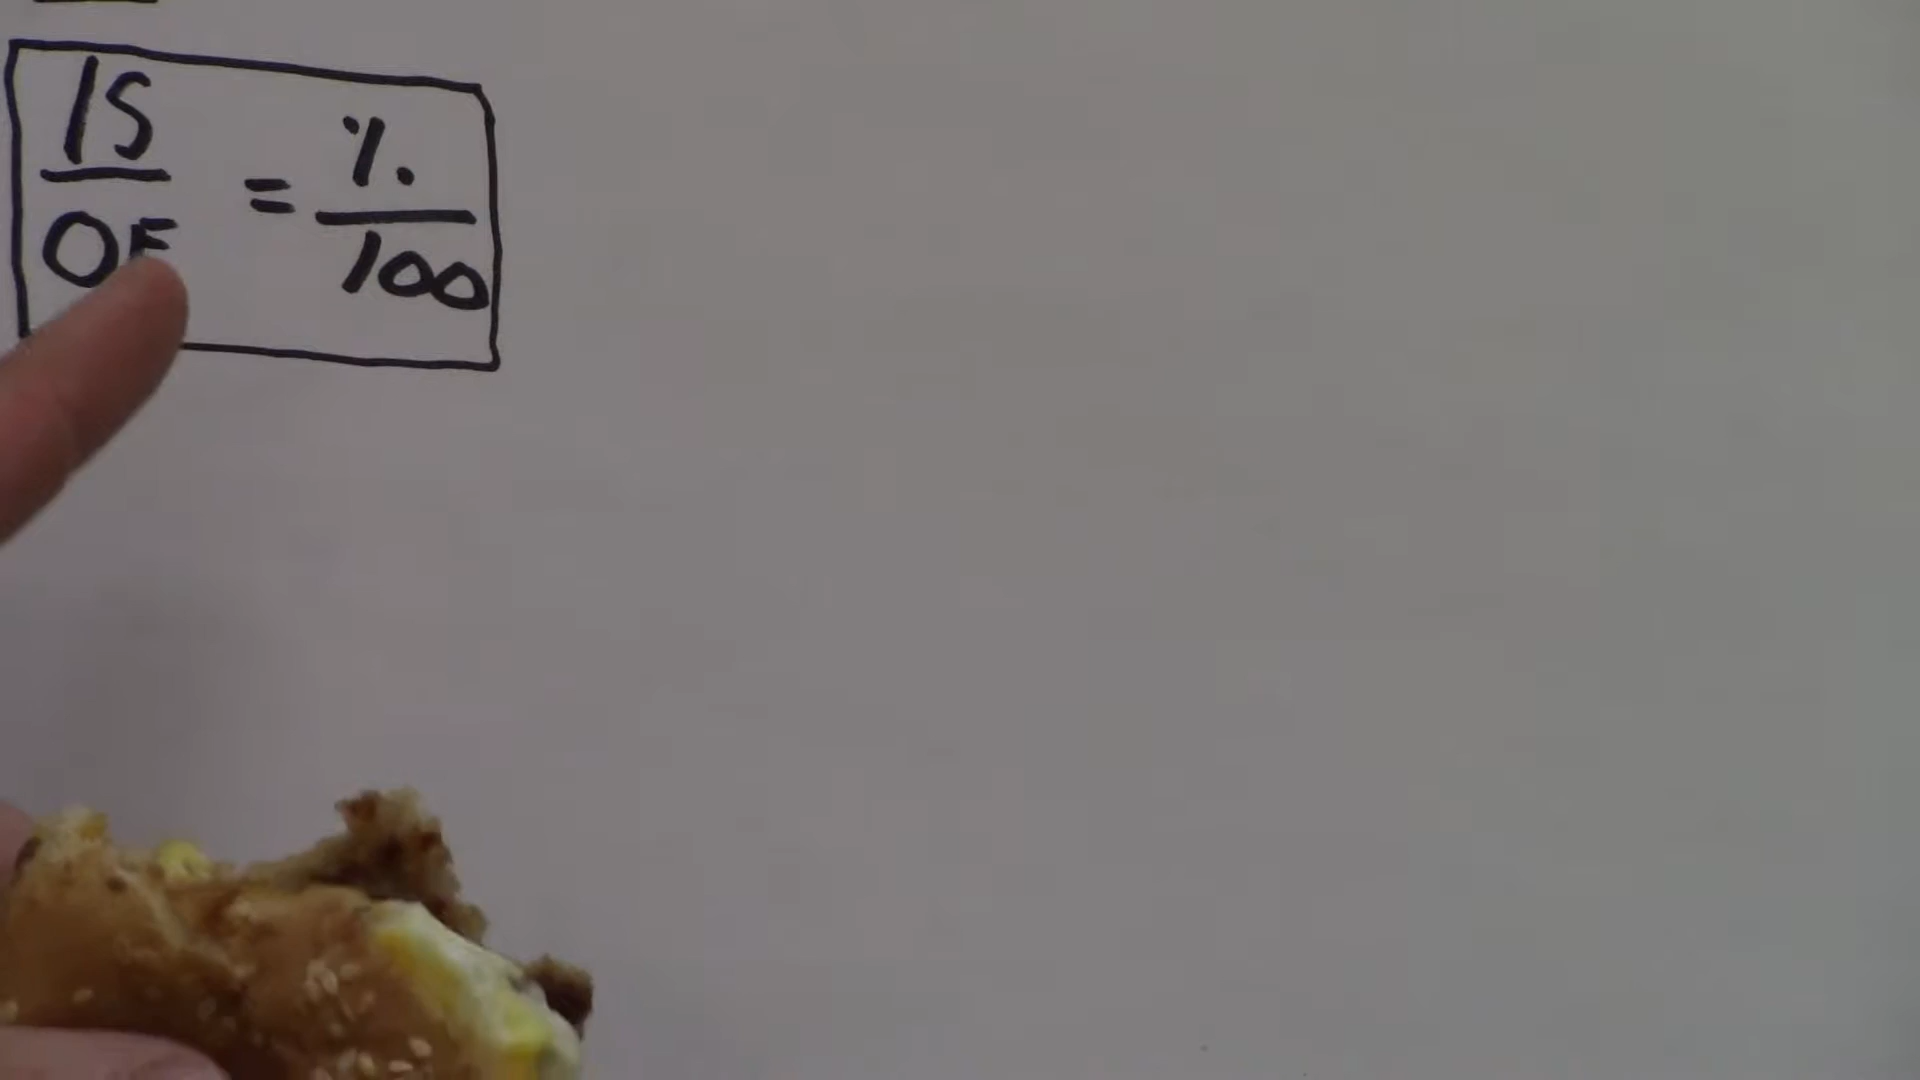 IS
OF
=
%
100